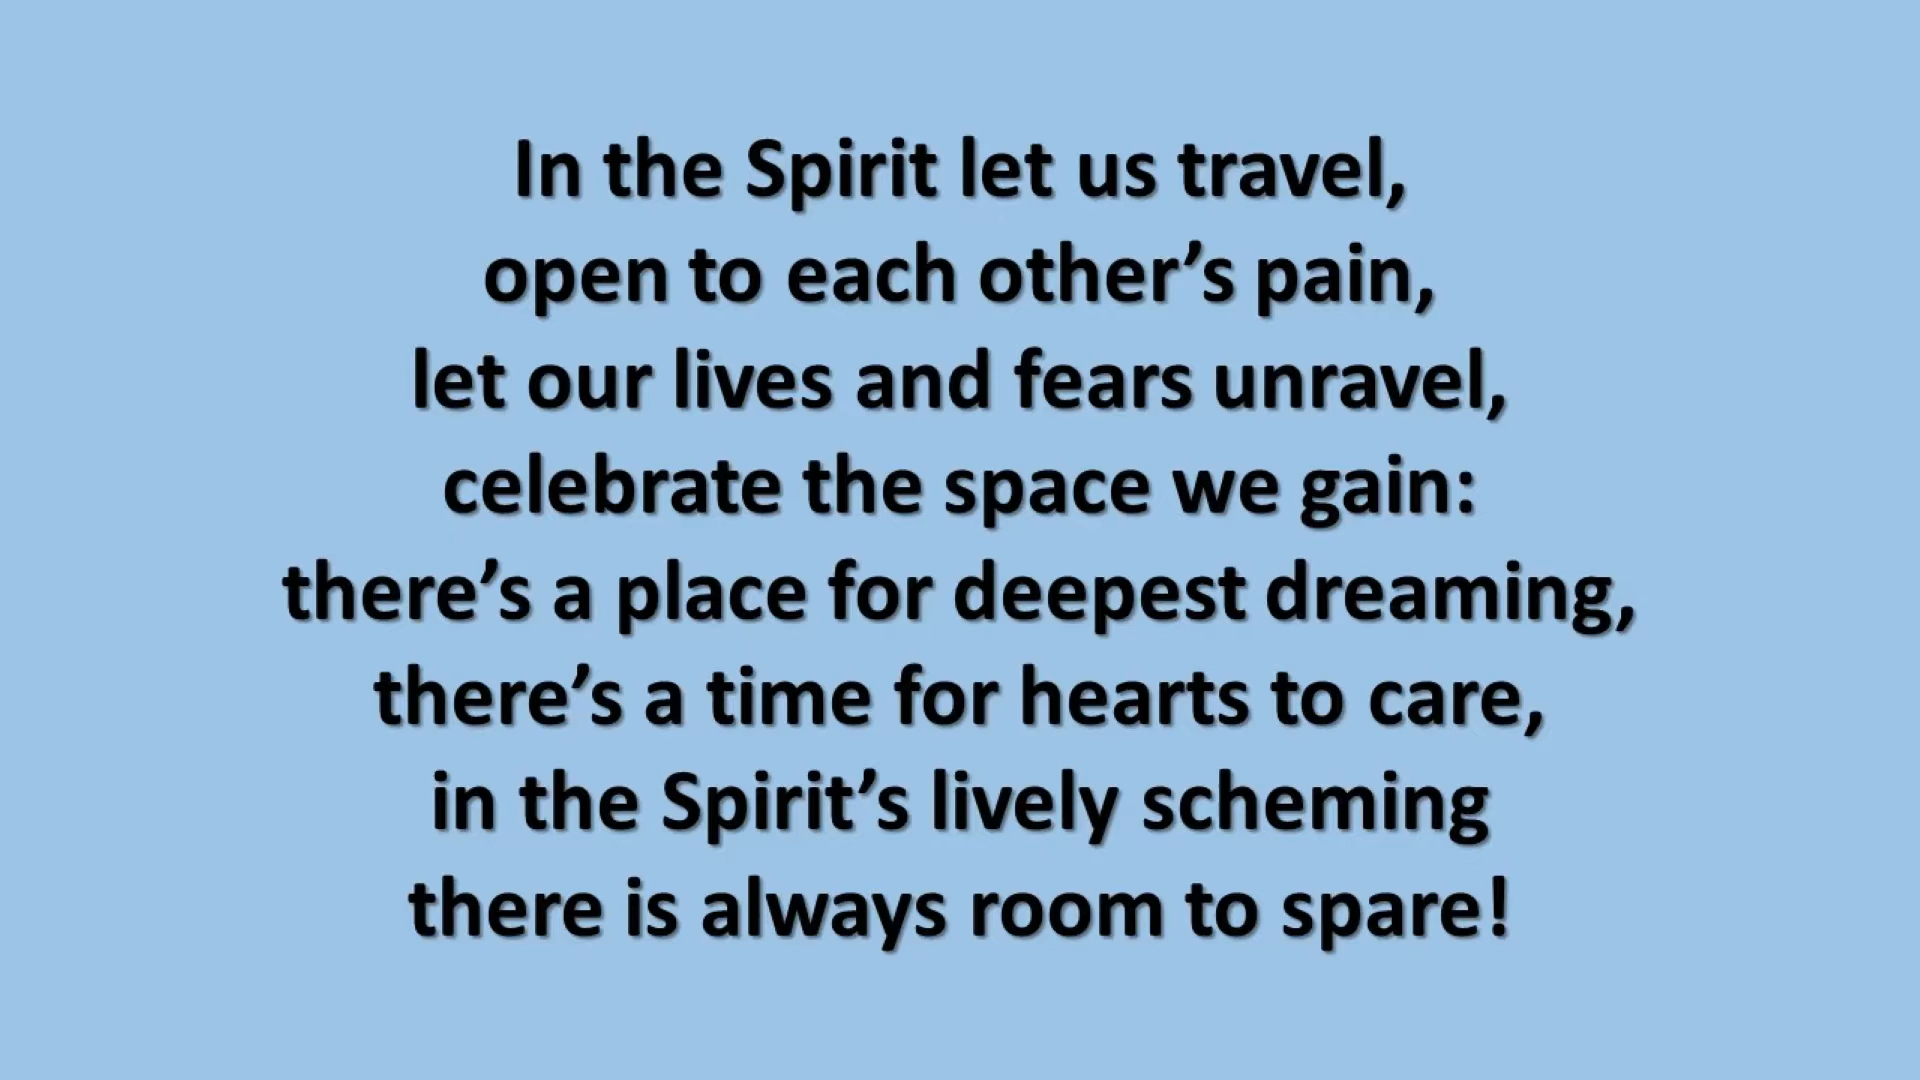 In the Spirit let us travel,
open to each other’s pain,
let our lives and fears unravel,
celebrate the space we gain:
there’s a place for deepest dreaming,
there’s a time for hearts to care,
in the Spirit’s lively scheming
there is always room to spare!